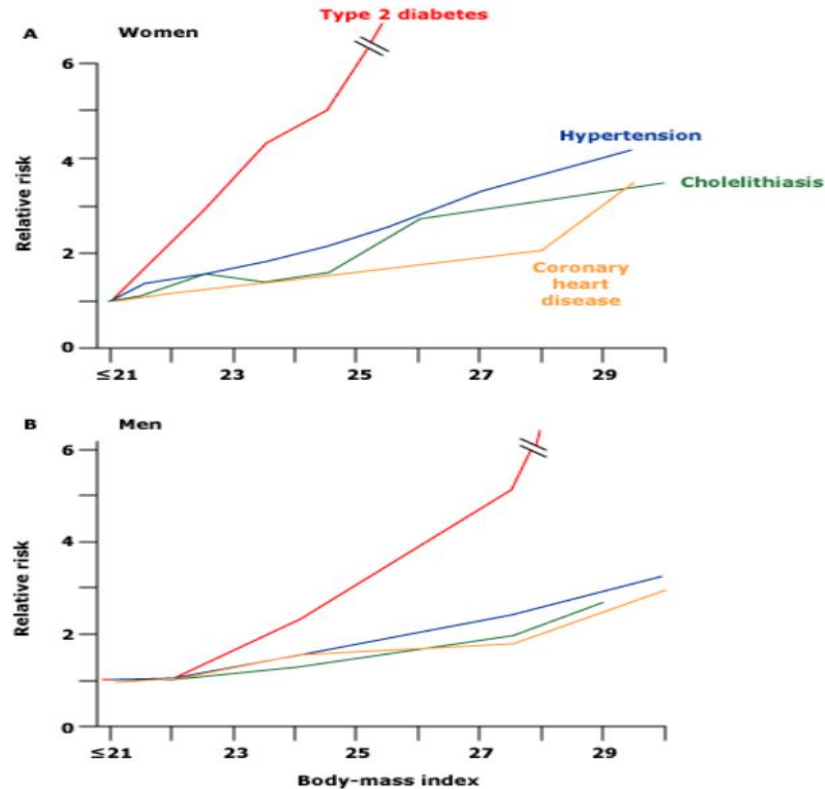 Type 2 diabetes
A Women
6
Hypertension
4
Cholelithiasis
Relative risk
2
Coronary
heart
disease
0
≤21 23 25 27 29
B Men
6
4
Relative risk
2
0
≤21 23 25 27 29
Body-mass index